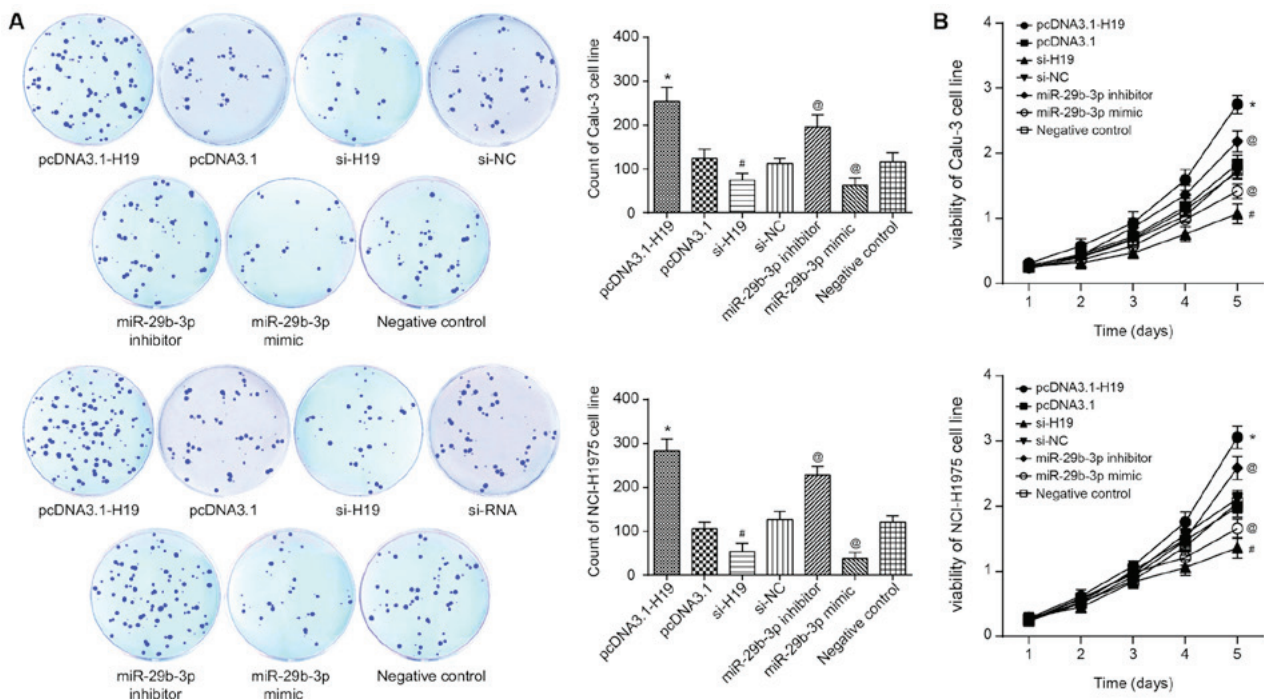 A
pcDNA3.1-H19
pcDNA3.1
si-H19
si-NC
miR-29b-3p
inhibitor
miR-29b-3p
mimic
Negative control
Count of Calu-3 cell line
400
300
200
100
0
*
#
@
@
pcDNA3.1-H19
pcDNA3.1
si-H19
si-NC
miR-29b-3p inhibitor
miR-29b-3p mimic
Negative control
B
viability of Calu-3 cell line
4
3
2
1
0
pcDNA3.1-H19
pcDNA3.1
si-H19
si-NC
miR-29b-3p inhibitor
miR-29b-3p mimic
Negative control
*
@
@
#
1 2 3 4 5
Time (days)
pcDNA3.1-H19
pcDNA3.1
si-H19
si-RNA
miR-29b-3p
inhibitor
miR-29b-3p
mimic
Negative control
Count of NCI-H1975 cell line
400
300
200
100
0
*
#
@
@
pcDNA3.1-H19
pcDNA3.1
si-H19
si-NC
miR-29b-3p inhibitor
miR-29b-3p mimic
Negative control
viability of NCI-H1975 cell line
4
3
2
1
0
pcDNA3.1-H19
pcDNA3.1
si-H19
si-NC
miR-29b-3p inhibitor
miR-29b-3p mimic
Negative control
*
@
@
#
1 2 3 4 5
Time (days)